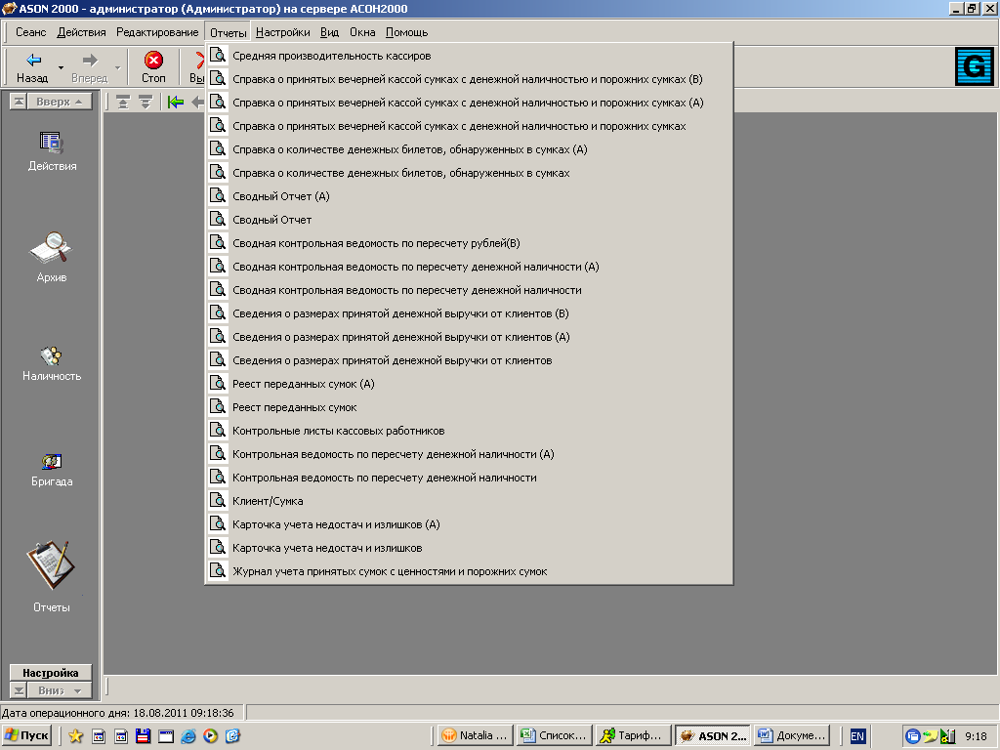 ASON 2000 - администратор (Администратор) на сервере АСОН2000
Сеанс Действия Редактирование Отчеты Настройки Вид Окна Помощь
Назад Вперед Стоп Вы
G
Вверх
Действия
Архив
Наличность
Бригада
Отчеты
Настройка
Вниз
Средняя производительность кассиров
Справка о принятых вечерней кассой сумках с денежной наличностью и порожних сумках (В)
Справка о принятых вечерней кассой сумках с денежной наличностью и порожних сумках (А)
Справка о принятых вечерней кассой сумках с денежной наличностью и порожних сумках
Справка о количестве денежных билетов, обнаруженных в сумках (А)
Справка о количестве денежных билетов, обнаруженных в сумках
Сводный Отчет (А)
Сводный Отчет
Сводная контрольная ведомость по пересчету рублей(В)
Сводная контрольная ведомость по пересчету денежной наличности (А)
Сводная контрольная ведомость по пересчету денежной наличности
Сведения о размерах принятой денежной выручки от клиентов (В)
Сведения о размерах принятой денежной выручки от клиентов (А)
Сведения о размерах принятой денежной выручки от клиентов
Реест переданных сумок (А)
Реест переданных сумок
Контрольные листы кассовых работников
Контрольная ведомость по пересчету денежной наличности (А)
Контрольная ведомость по пересчету денежной наличности
Клиент/Сумка
Карточка учета недостач и излишков (А)
Карточка учета недостач и излишков
Журнал учета принятых сумок с ценностями и порожних сумок
Дата операционного дня: 18.08.2011 09:18:36
Пуск Natalia ... Список... Тариф... ASON 2... Докуме... EN 9:18